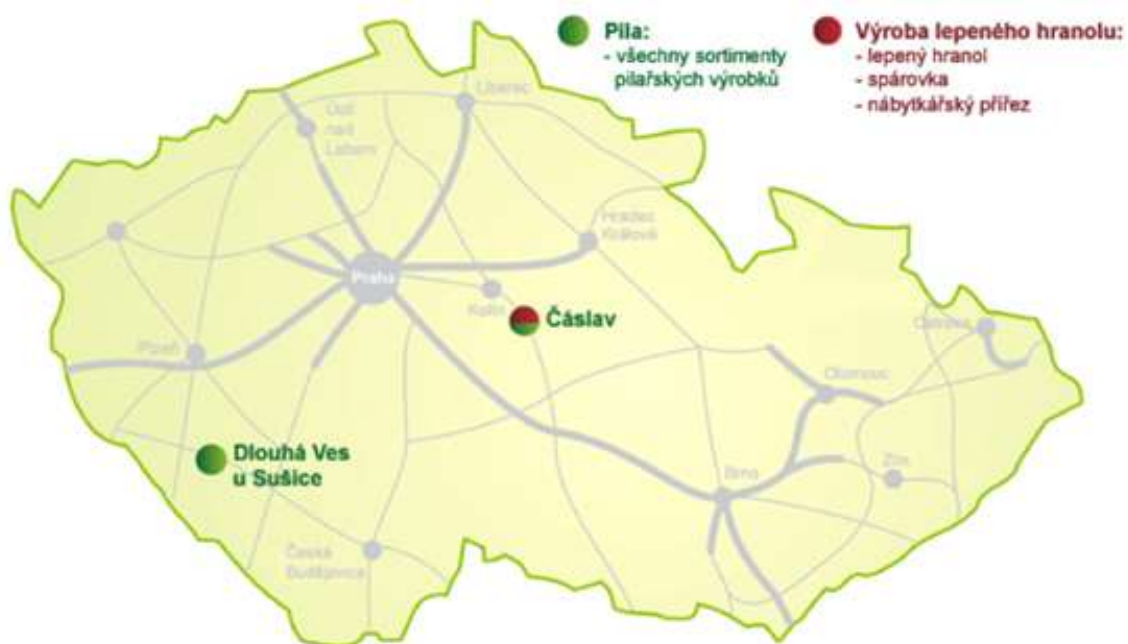 Pila:
- všechny sortimenty
pilařských výrobků
Výroba lepeného hranolu:
- lepený hranol
- spárovka
- nábytkářský přířez
Liberec
Ústí
nad
Labem
Hradec
Králové
Praha
Kolín
Čáslav
Ostrava
Plzeň
Olomouc
Dlouhá Ves
u Sušice
Zlín
Brno
České
Budějovice